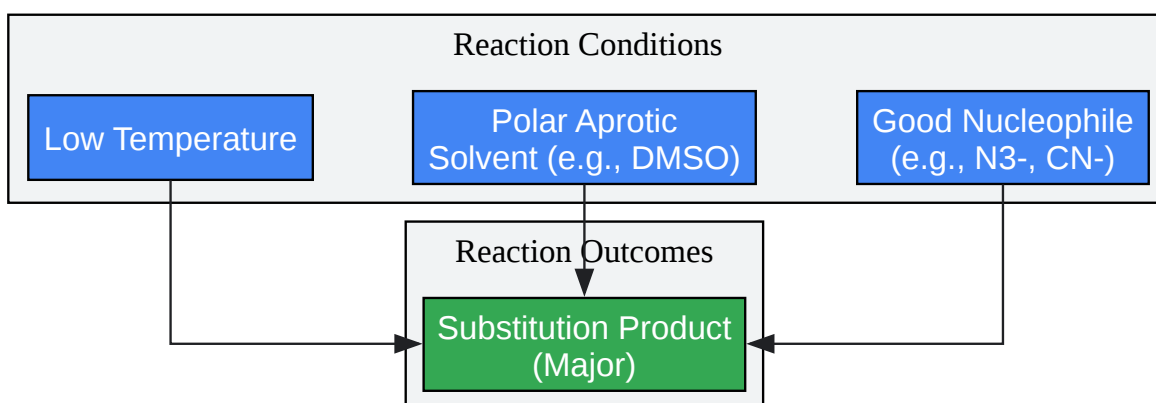 Reaction Conditions
Low Temperature
Polar Aprotic
Solvent (e.g., DMSO)
Good Nucleophile
(e.g., N3-, CN-)
Reaction Outcomes
Substitution Product
(Major)